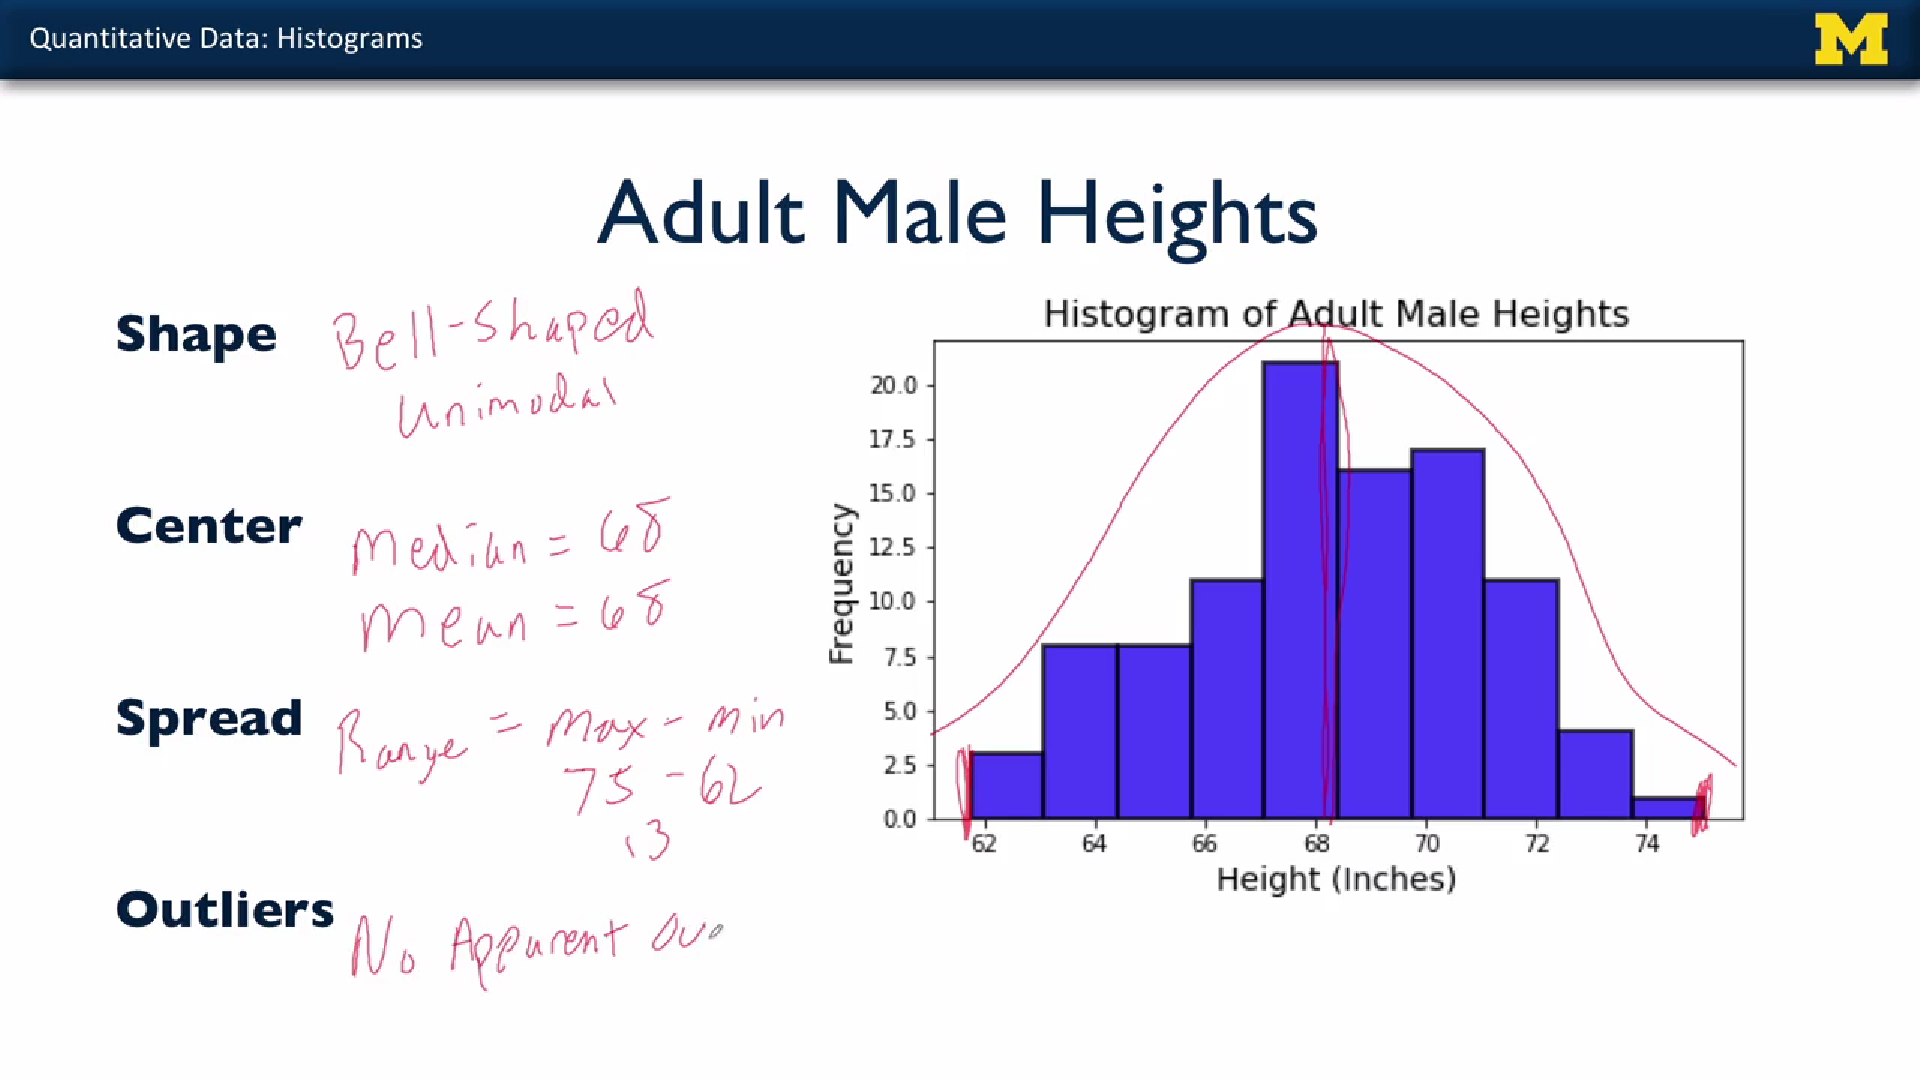 Quantitative Data: Histograms
M
Adult Male Heights
Shape Bell-shaped
Unimodal
Center Median = 68
Mean = 68
Spread Range = Max - Min
75 - 62
13
Outliers No Apparent Ou
Histogram of Adult Male Heights
Frequency
20.0
17.5
15.0
12.5
10.0
7.5
5.0
2.5
0.0
62 64 66 68 70 72 74
Height (Inches)